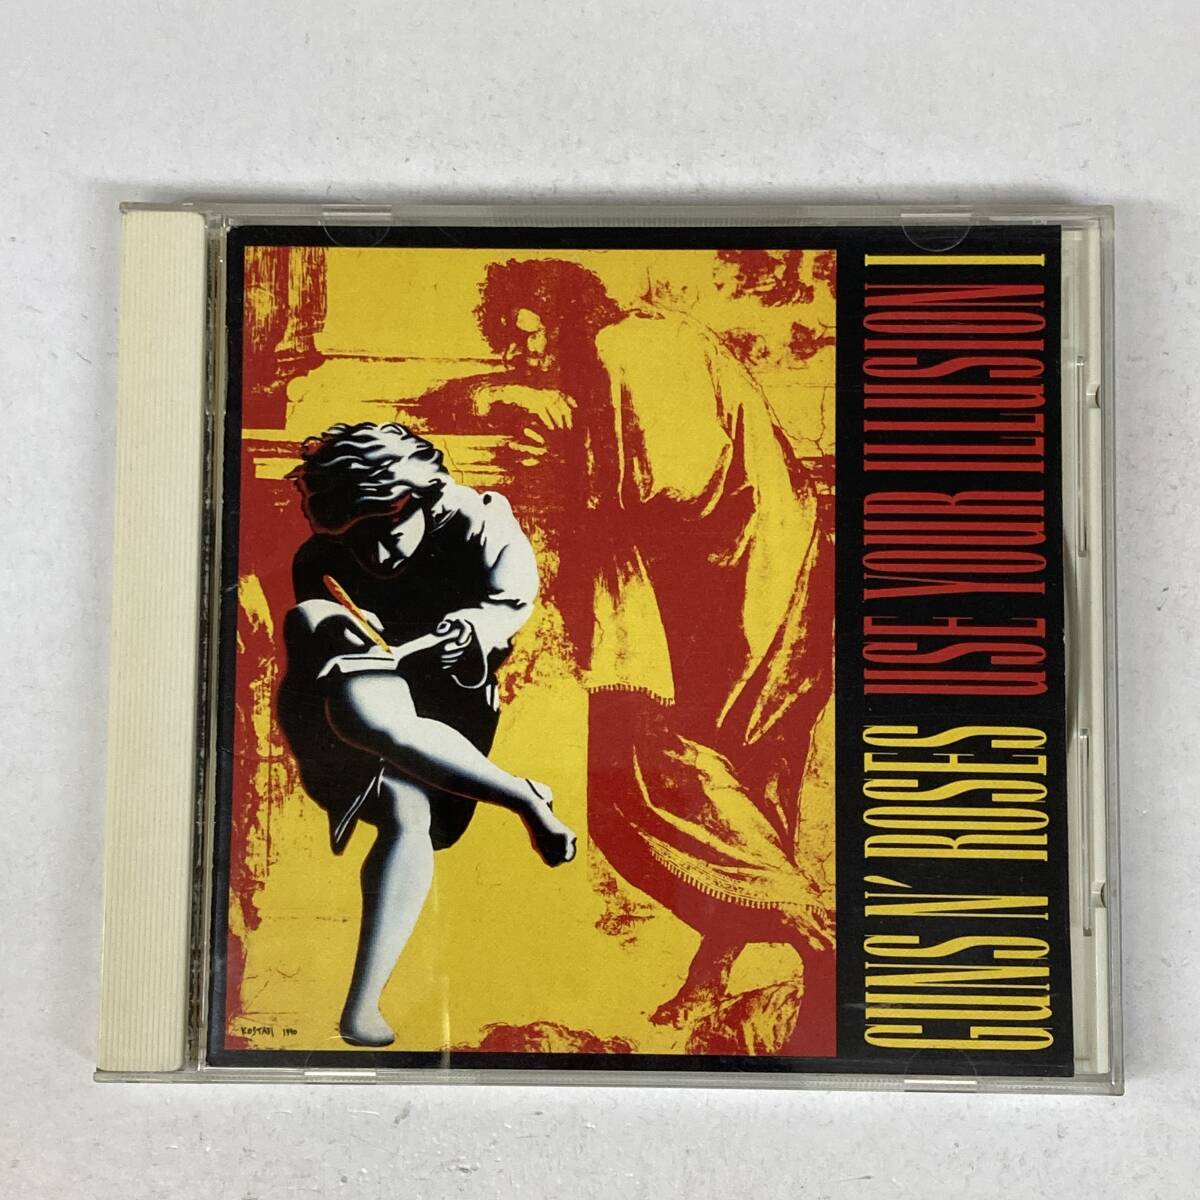 GUNS N' ROSES USE YOUR ILLUSION I
KOSTABI 1990